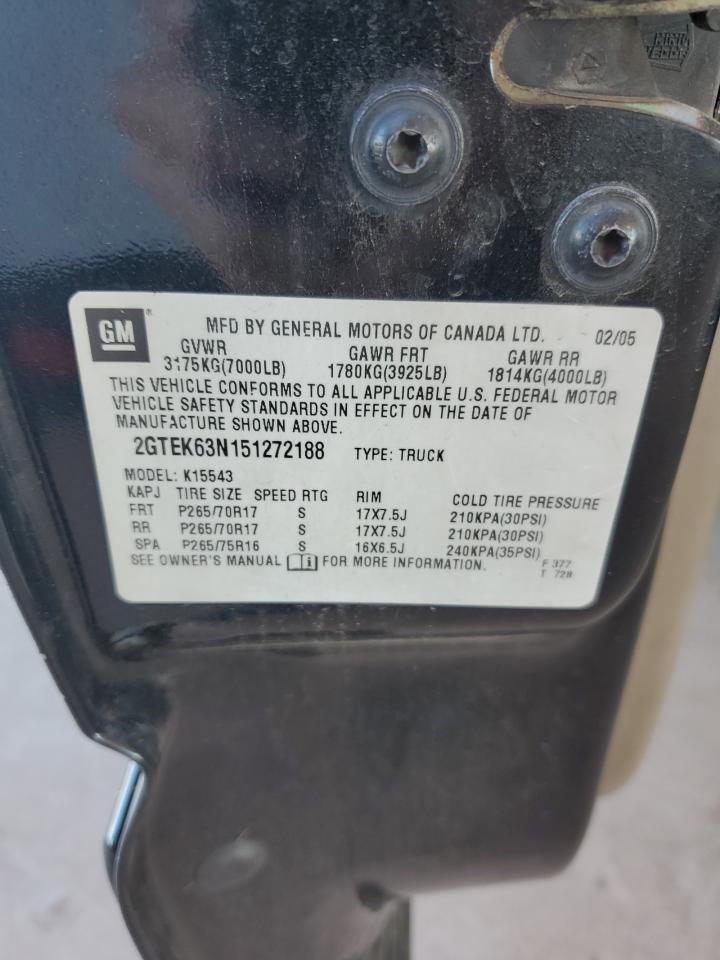 GM ® MFD BY GENERAL MOTORS OF CANADA LTD. 02/05
GVWR GAWR FRT GAWR RR
3175KG(7000LB) 1780KG(3925LB) 1814KG(4000LB)
THIS VEHICLE CONFORMS TO ALL APPLICABLE U.S. FEDERAL MOTOR
VEHICLE SAFETY STANDARDS IN EFFECT ON THE DATE OF
MANUFACTURE SHOWN ABOVE.
2GTEK63N151272188 TYPE: TRUCK
MODEL: K15543
KAPJ TIRE SIZE SPEED RTG RIM COLD TIRE PRESSURE
FRT P265/70R17 S 17X7.5J 210KPA(30PSI)
RR P265/70R17 S 17X7.5J 210KPA(30PSI)
SPA P265/75R16 S 16X6.5J 240KPA(35PSI)
SEE OWNER'S MANUAL FOR MORE INFORMATION. F 377
T 728